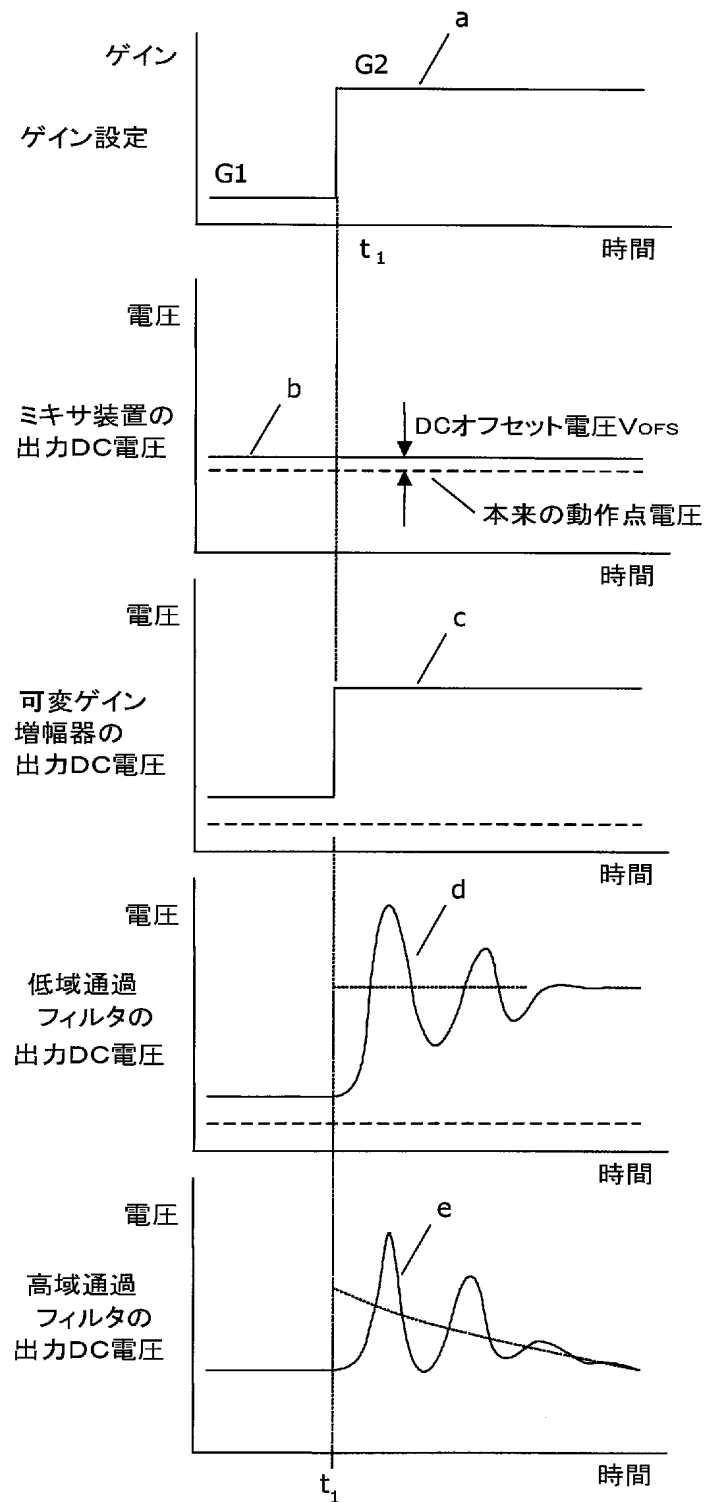 ゲイン
a
G2
ゲイン設定
G1
t1
時間
電圧
b
ミキサ装置の
出力DC電圧
DCオフセット電圧VOFS
本来の動作点電圧
時間
電圧
c
可変ゲイン
増幅器の
出力DC電圧
時間
電圧
d
低域通過
フィルタの
出力DC電圧
時間
電圧
e
高域通過
フィルタの
出力DC電圧
時間
t1